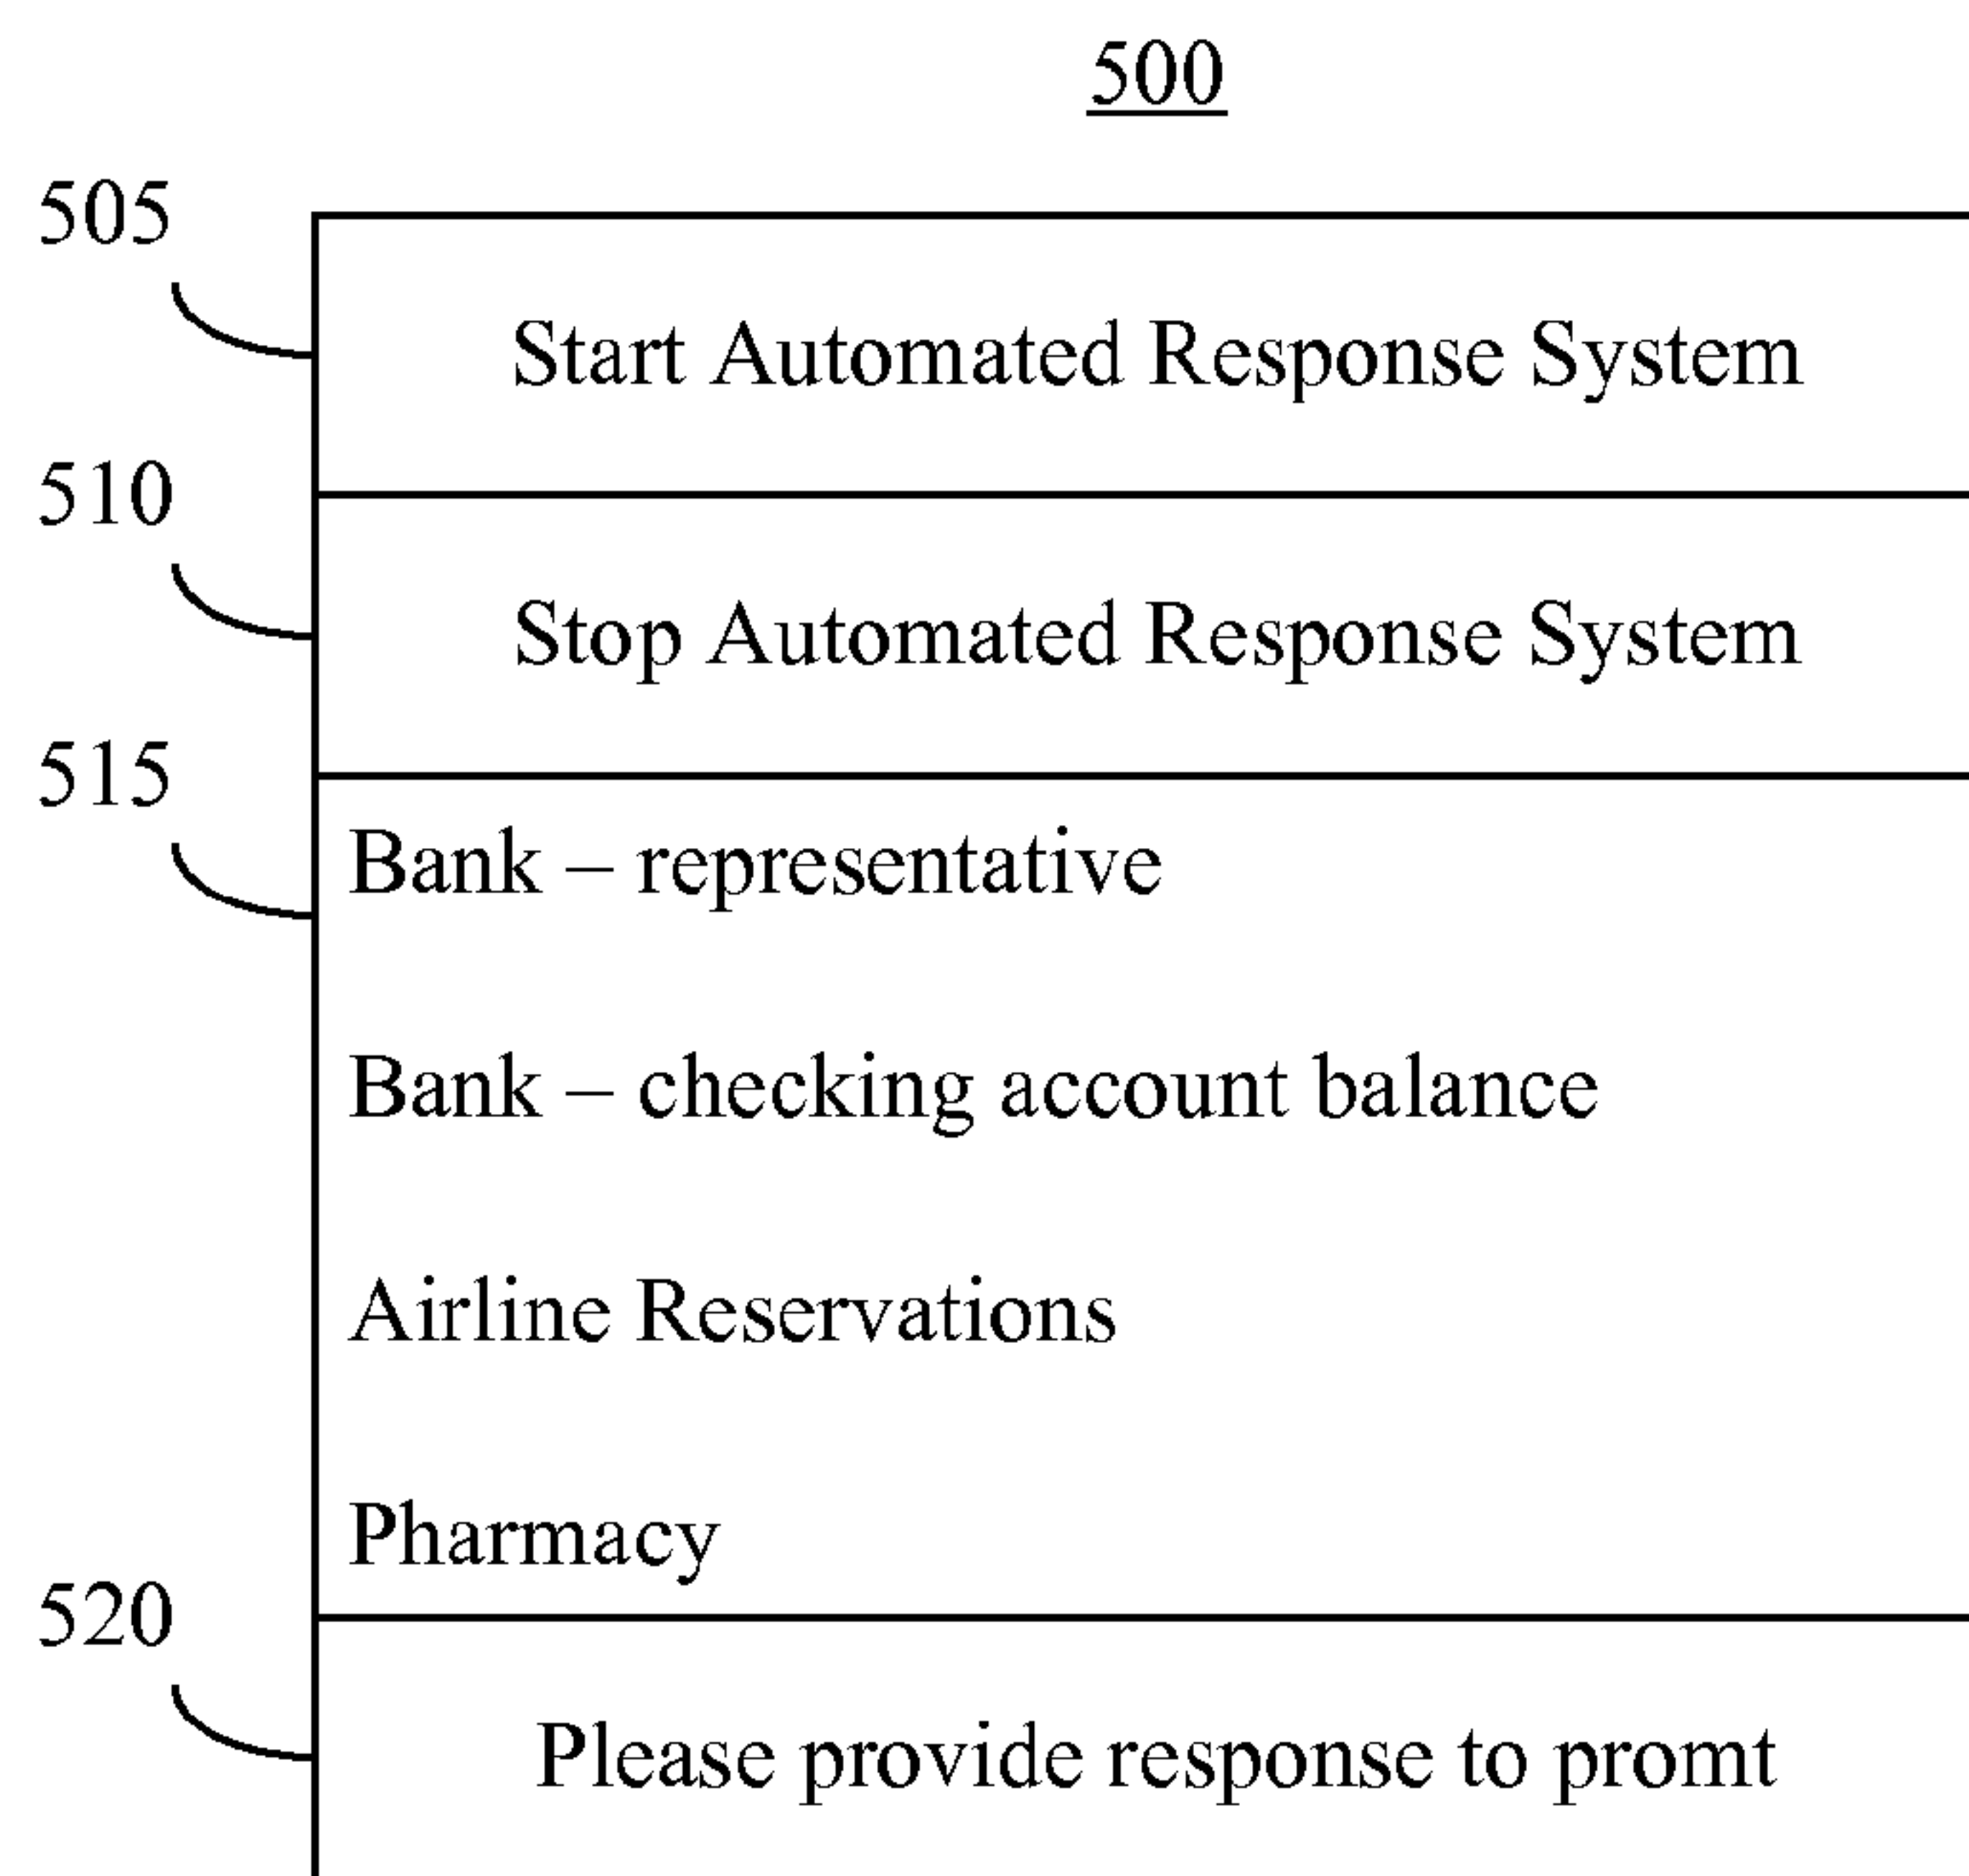 500
505
Start Automated Response System
510
Stop Automated Response System
515
Bank – representative
Bank – checking account balance
Airline Reservations
Pharmacy
520
Please provide response to promt